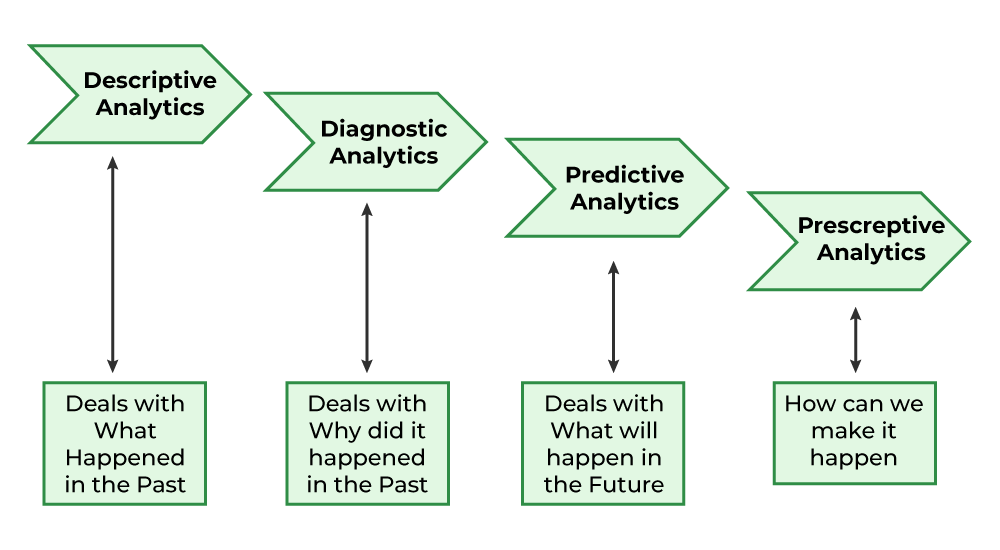 Descriptive
Analytics
Diagnostic
Analytics
Predictive
Analytics
Prescreptive
Analytics
Deals with
What
Happened
in the Past
Deals with
Why did it
happened
in the Past
Deals with
What will
happen in
the Future
How can we
make it
happen